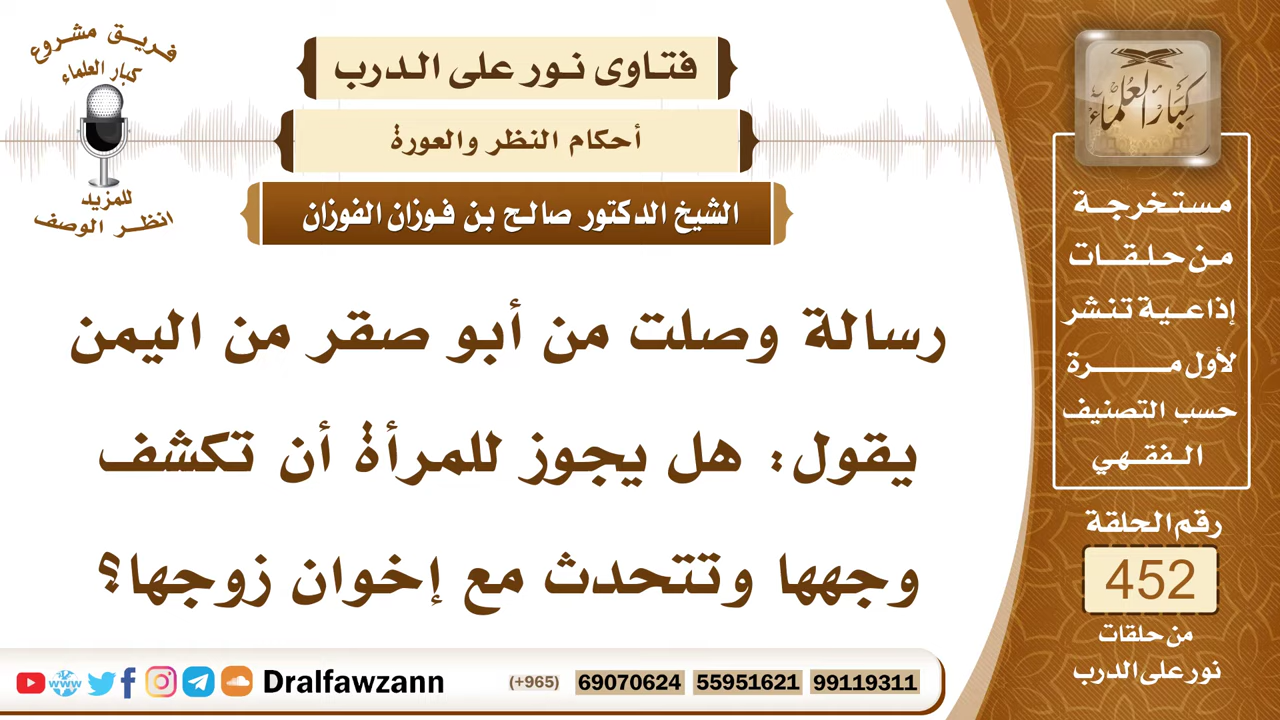 فريق مشروع
كبار العلماء
للمزيد
انظر الوصف
فتاوى نور على الدرب
أحكام النظر والعورة
الشيخ الدكتور صالح بن فوزان الفوزان
رسالة وصلت من أبو صقر من اليمن
يقول: هل يجوز للمرأة أن تكشف
وجهها وتتحدث مع إخوان زوجها؟
كبار العلماء
مستخرجة
من حلقات
إذاعية تنشر
لأول مرة
حسب التصنيف
الفقهي
رقم الحلقة
452
من حلقات
نور على الدرب
www Dralfawzann (+965) 69070624 55951621 99119311